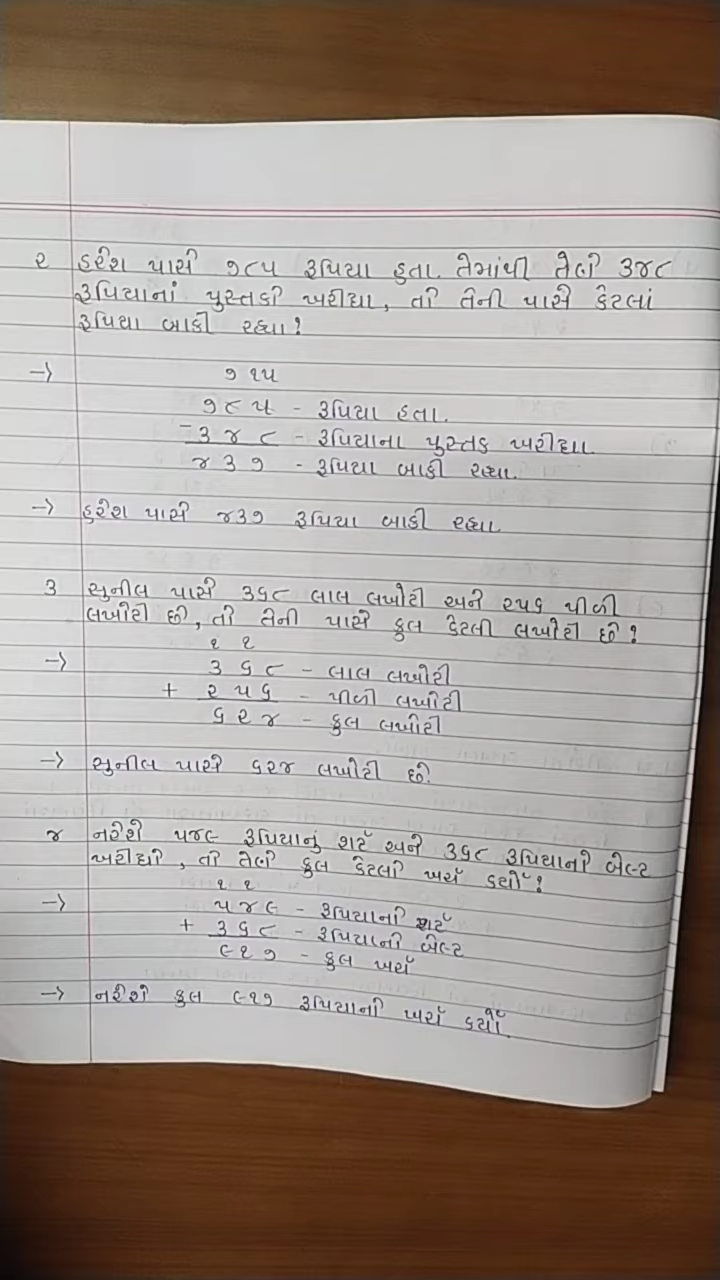 ૨ હરેશ પાસે ૭૮૫ રૂપિયા હતા. તેમાંથી તેણે ૩૪૮
રૂપિયાનાં પુસ્તકો ખરીદ્યા, તો તેની પાસે કેટલાં
રૂપિયા બાકી રહ્યા?
→ ૭ ૧૫
૭૮૫ - રૂપિયા હતા.
- ૩૪૮ - રૂપિયાના પુસ્તક ખરીદ્યા
૪૩૭ - રૂપિયા બાકી રહ્યા.
→ હરેશ પાસે ૪૩૭ રૂપિયા બાકી રહ્યા
૩ સુનીલ પાસે ૩૬૮ લાલ લખોટી અને ૨૫૬ પીળી
લખોટી છે, તો તેની પાસે કુલ કેટલી લખોટી છે?
૧ ૧
→ ૩૬૮ - લાલ લખોટી
+ ૨૫૬ - પીળી લખોટી
૬૨૪ - કુલ લખોટી
→ સુનીલ પાસે ૬૨૪ લખોટી છે.
૪ નરેશે ૫૪૯ રૂપિયાનું શર્ટ અને ૩૬૮ રૂપિયાનો બેલ્ટ
ખરીદ્યો, તો તેણે કુલ કેટલો ખર્ચ કર્યો?
૧ ૧
→ ૫૪૯ - રૂપિયાનો શર્ટ
+ ૩૬૮ - રૂપિયાનો બેલ્ટ
૯૧૭ - કુલ ખર્ચ
→ નરેશે કુલ ૯૧૭ રૂપિયાનો ખર્ચ કર્યો.